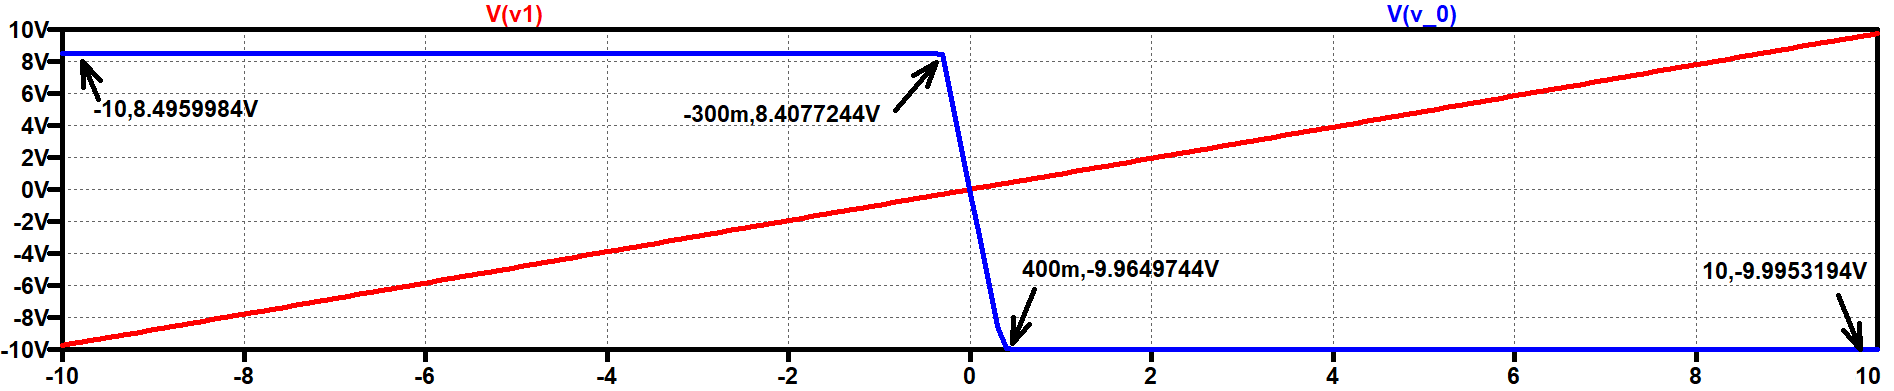 V(v1)
V(v_0)
10V
8V
6V
4V
2V
0V
-2V
-4V
-6V
-8V
-10V
-10,8.4959984V
-300m,8.4077244V
400m,-9.9649744V
10,-9.9953194V
-10
-8
-6
-4
-2
0
2
4
6
8
10